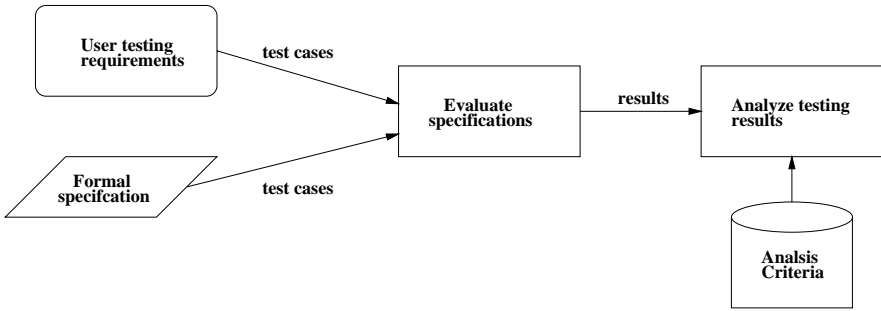 User testing
requirements
test cases
Evaluate
specifications
results
Analyze testing
results
Formal
specifcation
test cases
Analsis
Criteria